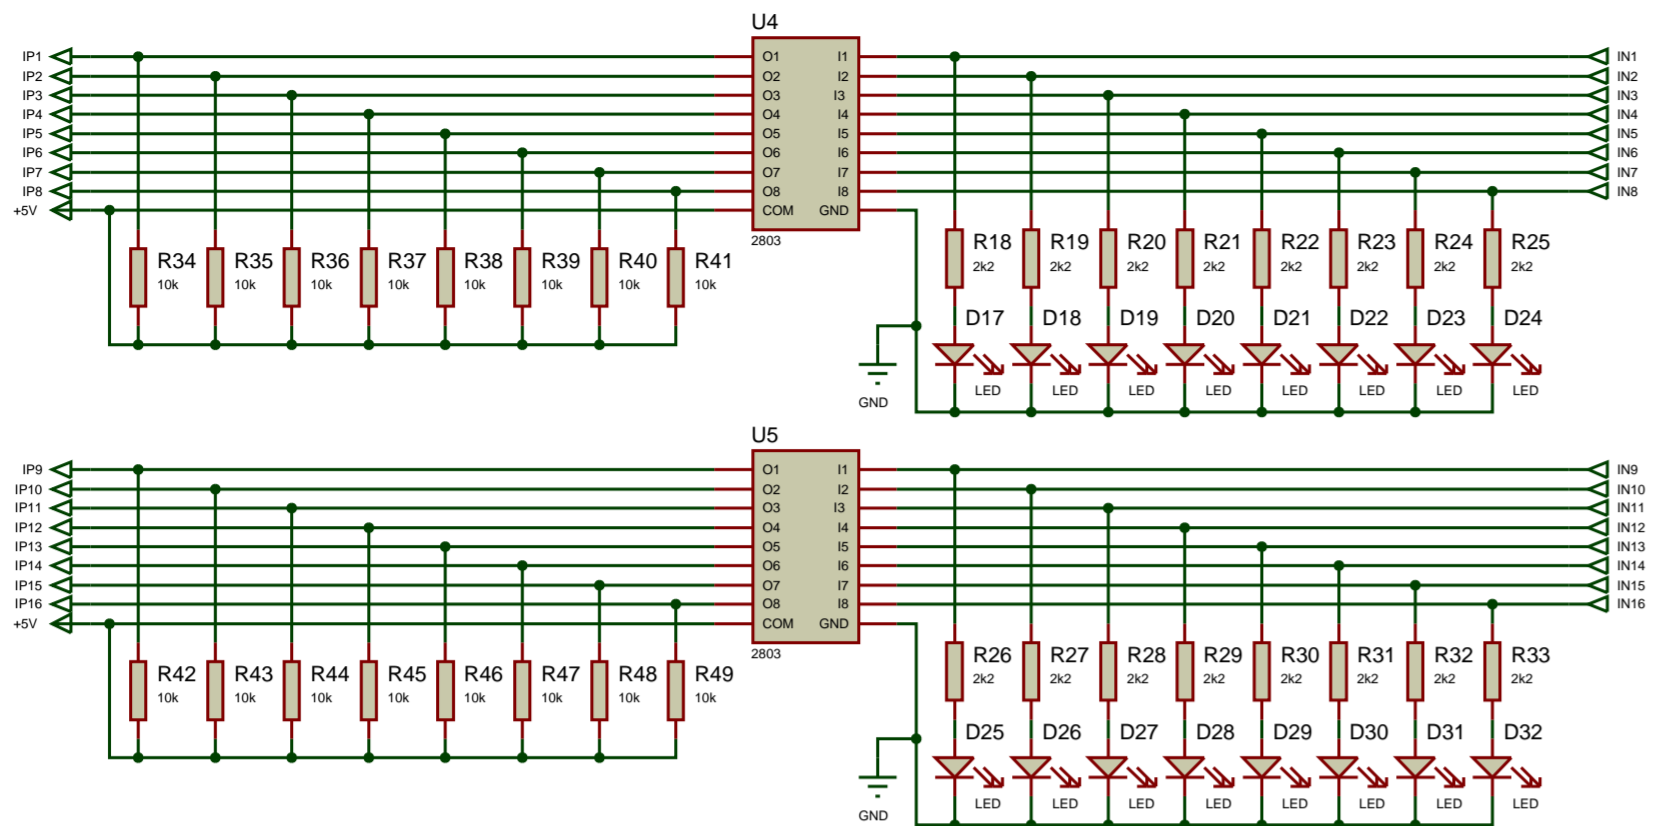 U4
IP1 O1 I1 IN1
IP2 O2 I2 IN2
IP3 O3 I3 IN3
IP4 O4 I4 IN4
IP5 O5 I5 IN5
IP6 O6 I6 IN6
IP7 O7 I7 IN7
IP8 O8 I8 IN8
+5V COM GND
2803
R34 R35 R36 R37 R38 R39 R40 R41
10k 10k 10k 10k 10k 10k 10k 10k
R18 R19 R20 R21 R22 R23 R24 R25
2k2 2k2 2k2 2k2 2k2 2k2 2k2 2k2
D17 D18 D19 D20 D21 D22 D23 D24
LED LED LED LED LED LED LED LED
GND
U5
IP9 O1 I1 IN9
IP10 O2 I2 IN10
IP11 O3 I3 IN11
IP12 O4 I4 IN12
IP13 O5 I5 IN13
IP14 O6 I6 IN14
IP15 O7 I7 IN15
IP16 O8 I8 IN16
+5V COM GND
2803
R42 R43 R44 R45 R46 R47 R48 R49
10k 10k 10k 10k 10k 10k 10k 10k
R26 R27 R28 R29 R30 R31 R32 R33
2k2 2k2 2k2 2k2 2k2 2k2 2k2 2k2
D25 D26 D27 D28 D29 D30 D31 D32
LED LED LED LED LED LED LED LED
GND